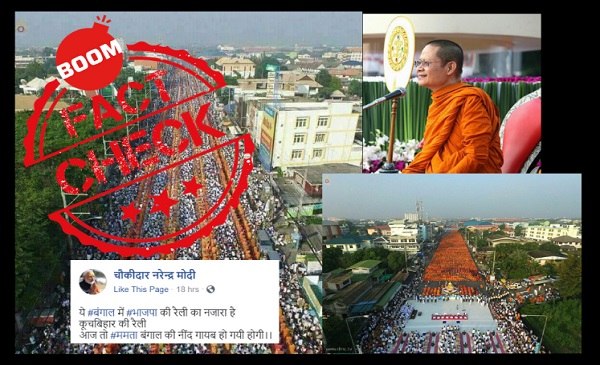 BOOM
FACT
CHECK
चौकीदार नरेन्द्र मोदी
Like This Page · 18 hrs ·
ये #बंगाल में #भाजपा की रैली का नजारा है
कूचबिहार की रैली
आज तो #ममता बंगाल की नींद गायब हो गयी होगी।।